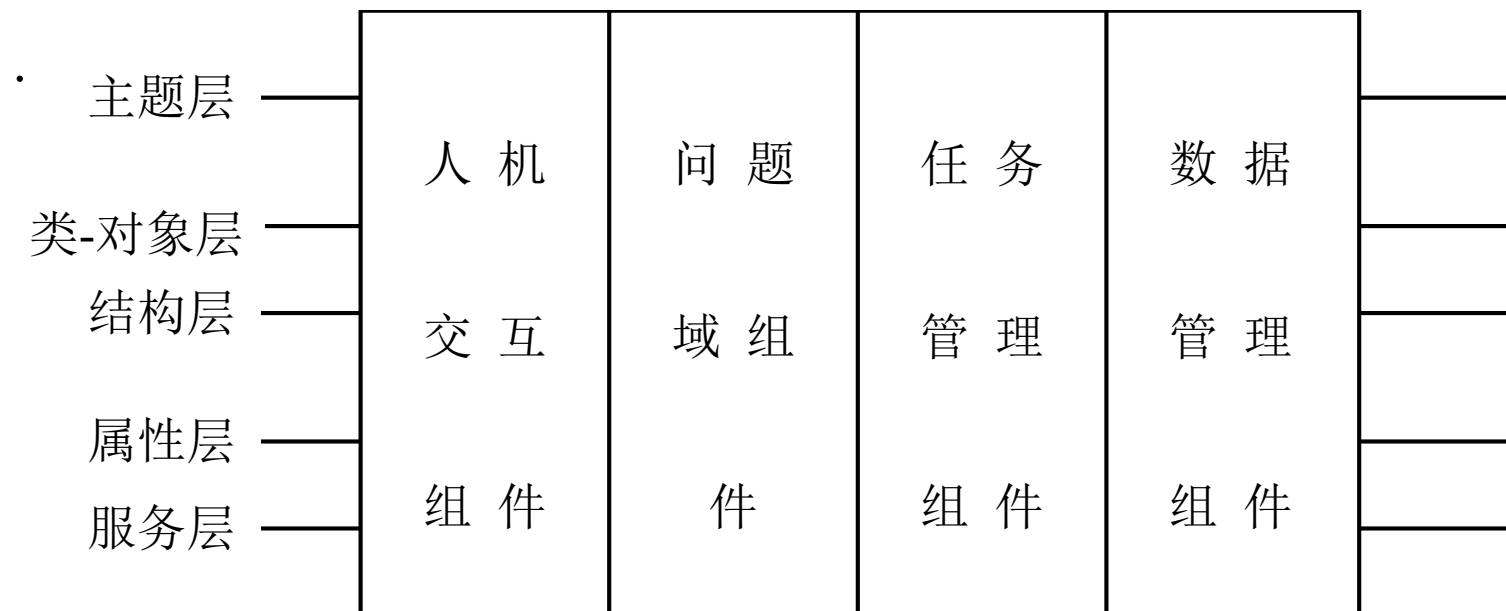 .
主题层
类-对象层
结构层
属性层
服务层
人 机
交 互
组 件
问 题
域 组
件
任 务
管 理
组 件
数 据
管 理
组 件